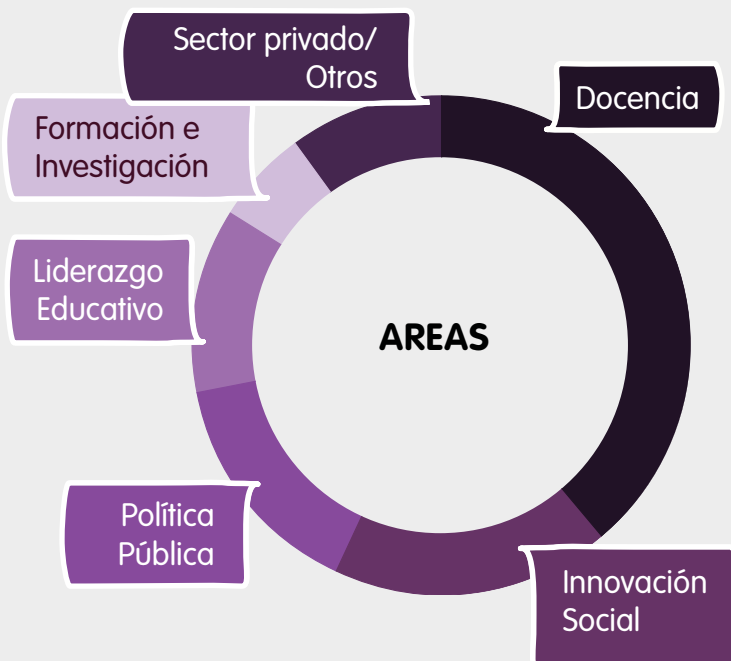 Sector privado/
Otros
Docencia
Formación e
Investigación
Liderazgo
Educativo
AREAS
Política
Pública
Innovación
Social